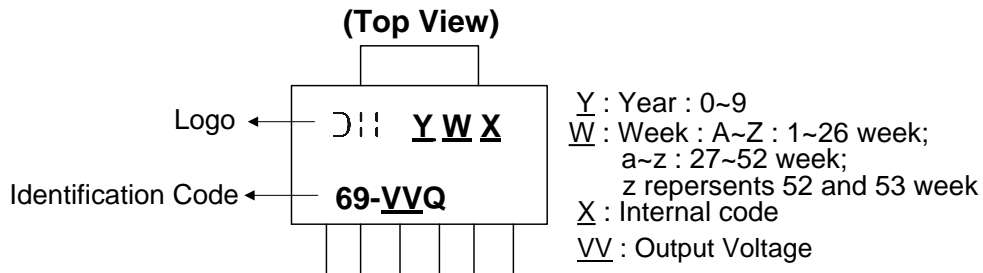 (Top View)
Logo
Y W X
Identification Code
69-VVQ
Y : Year : 0~9
W : Week : A~Z : 1~26 week;
a~z : 27~52 week;
z repersents 52 and 53 week
X : Internal code
VV : Output Voltage